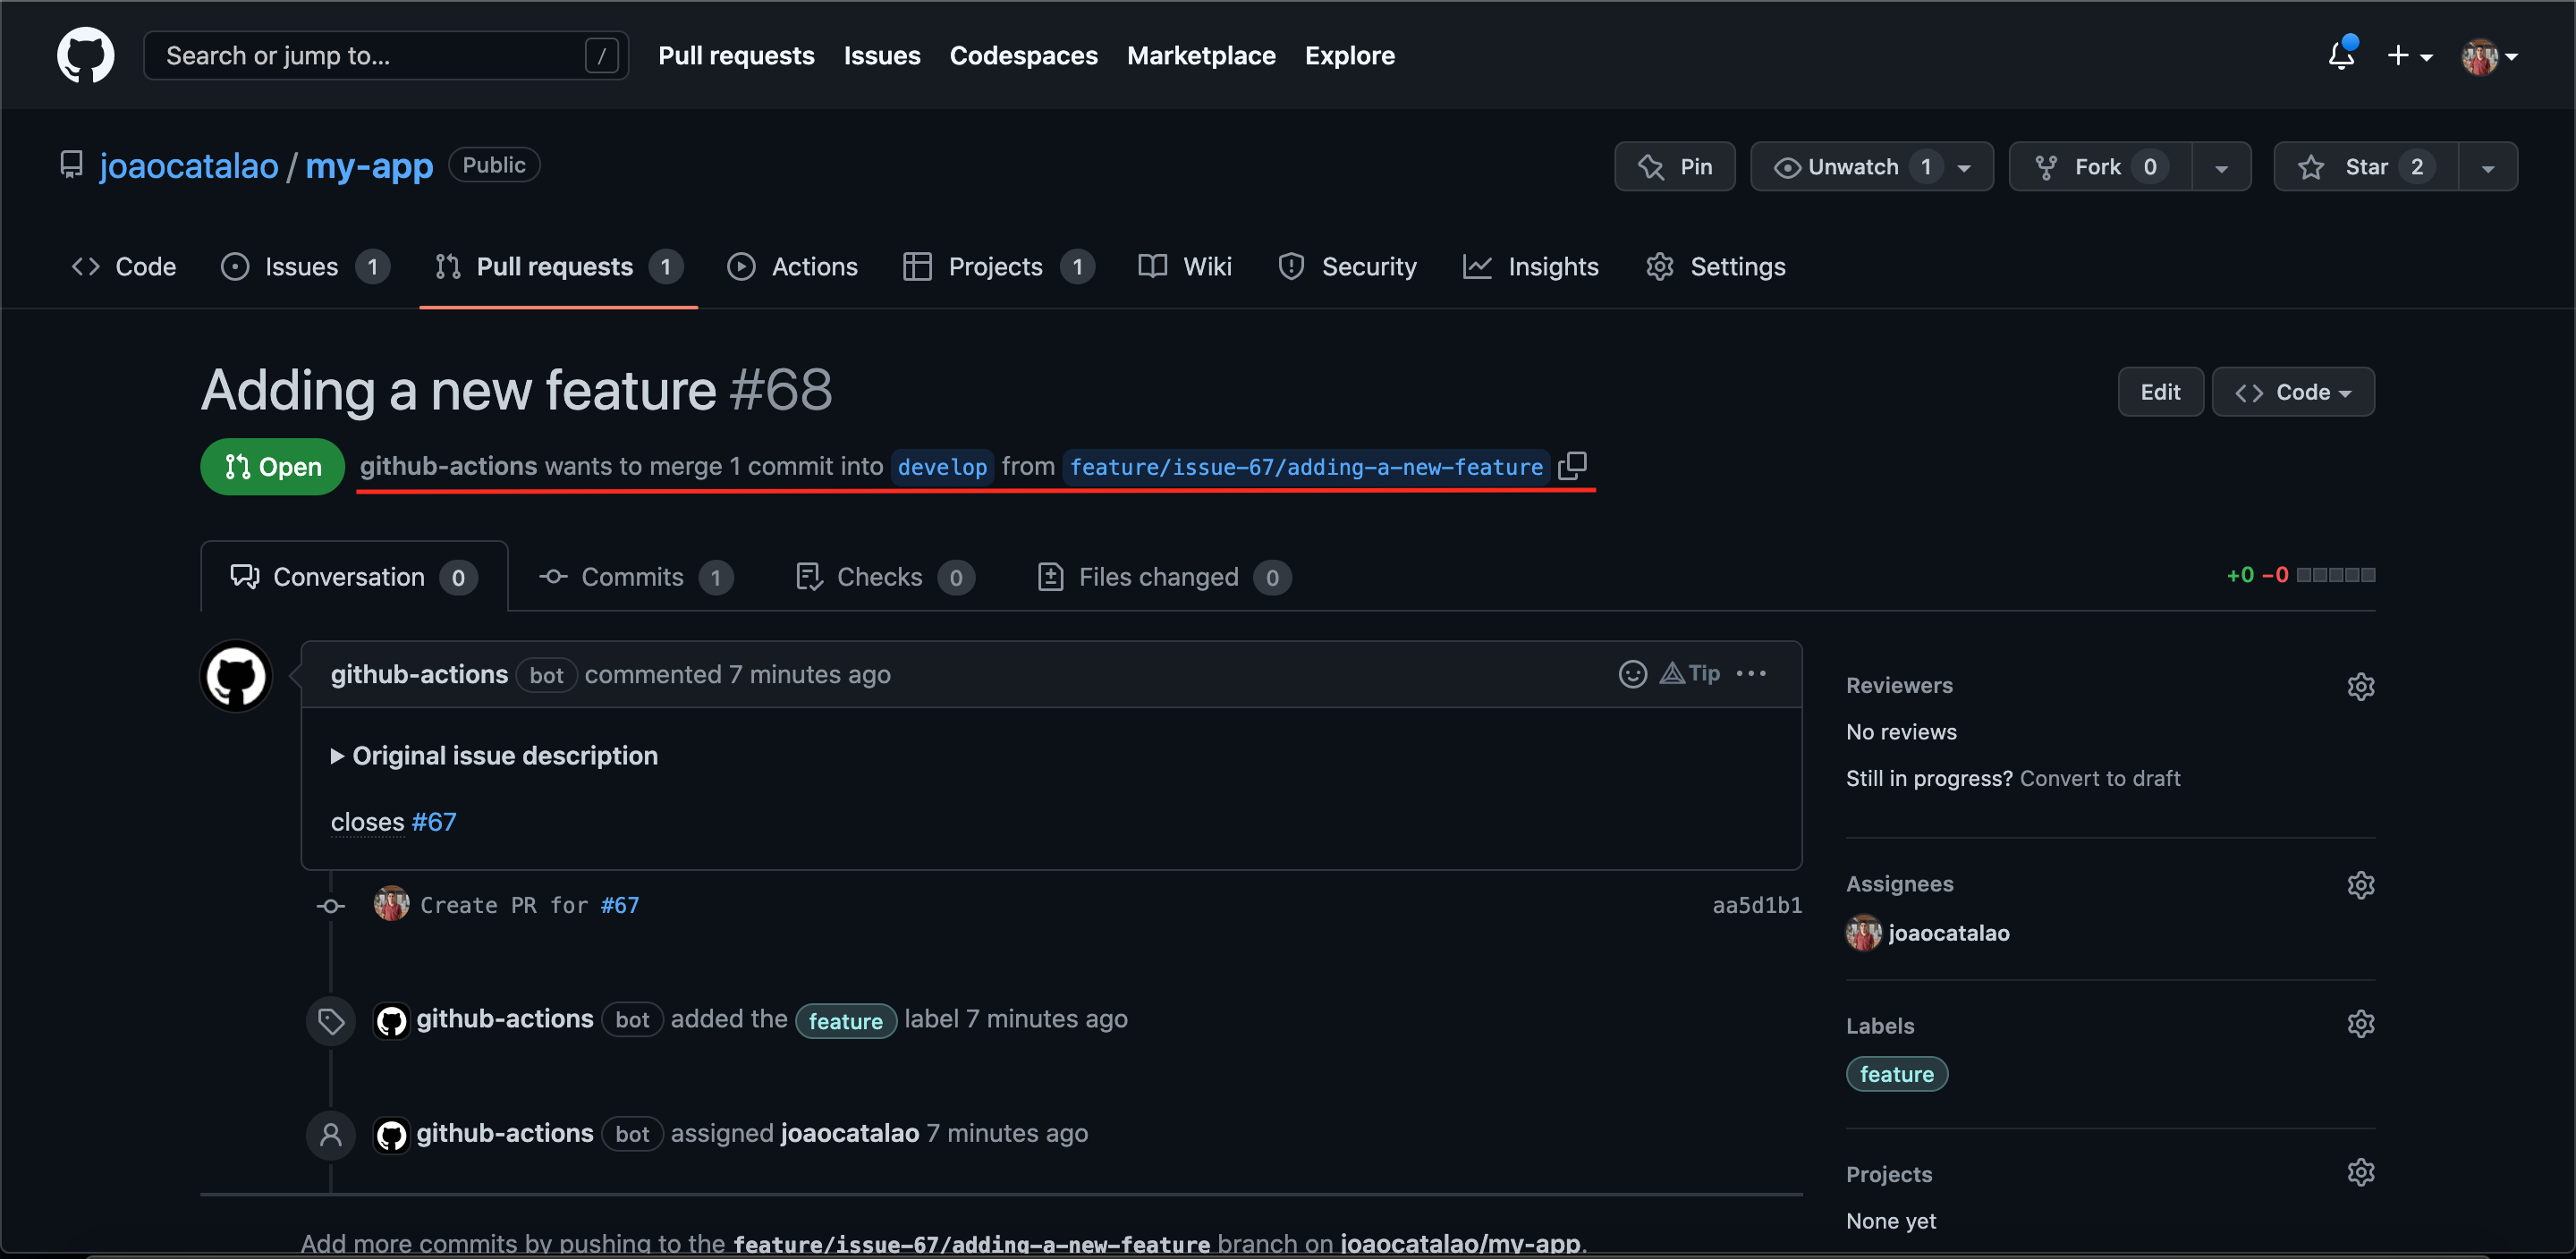 Search or jump to... / Pull requests Issues Codespaces Marketplace Explore
joaocatalao / my-app Public Pin Unwatch 1 Fork 0 Star 2
Code Issues 1 Pull requests 1 Actions Projects 1 Wiki Security Insights Settings
Adding a new feature #68 Edit Code
Open github-actions wants to merge 1 commit into develop from feature/issue-67/adding-a-new-feature
Conversation 0 Commits 1 Checks 0 Files changed 0 +0 −0
github-actions bot commented 7 minutes ago Tip
Original issue description
closes #67
Create PR for #67 aa5d1b1
github-actions bot added the feature label 7 minutes ago
github-actions bot assigned joaocatalao 7 minutes ago
Add more commits by pushing to the feature/issue-67/adding-a-new-feature branch on joaocatalao/my-app.
Reviewers
No reviews
Still in progress? Convert to draft
Assignees
joaocatalao
Labels
feature
Projects
None yet